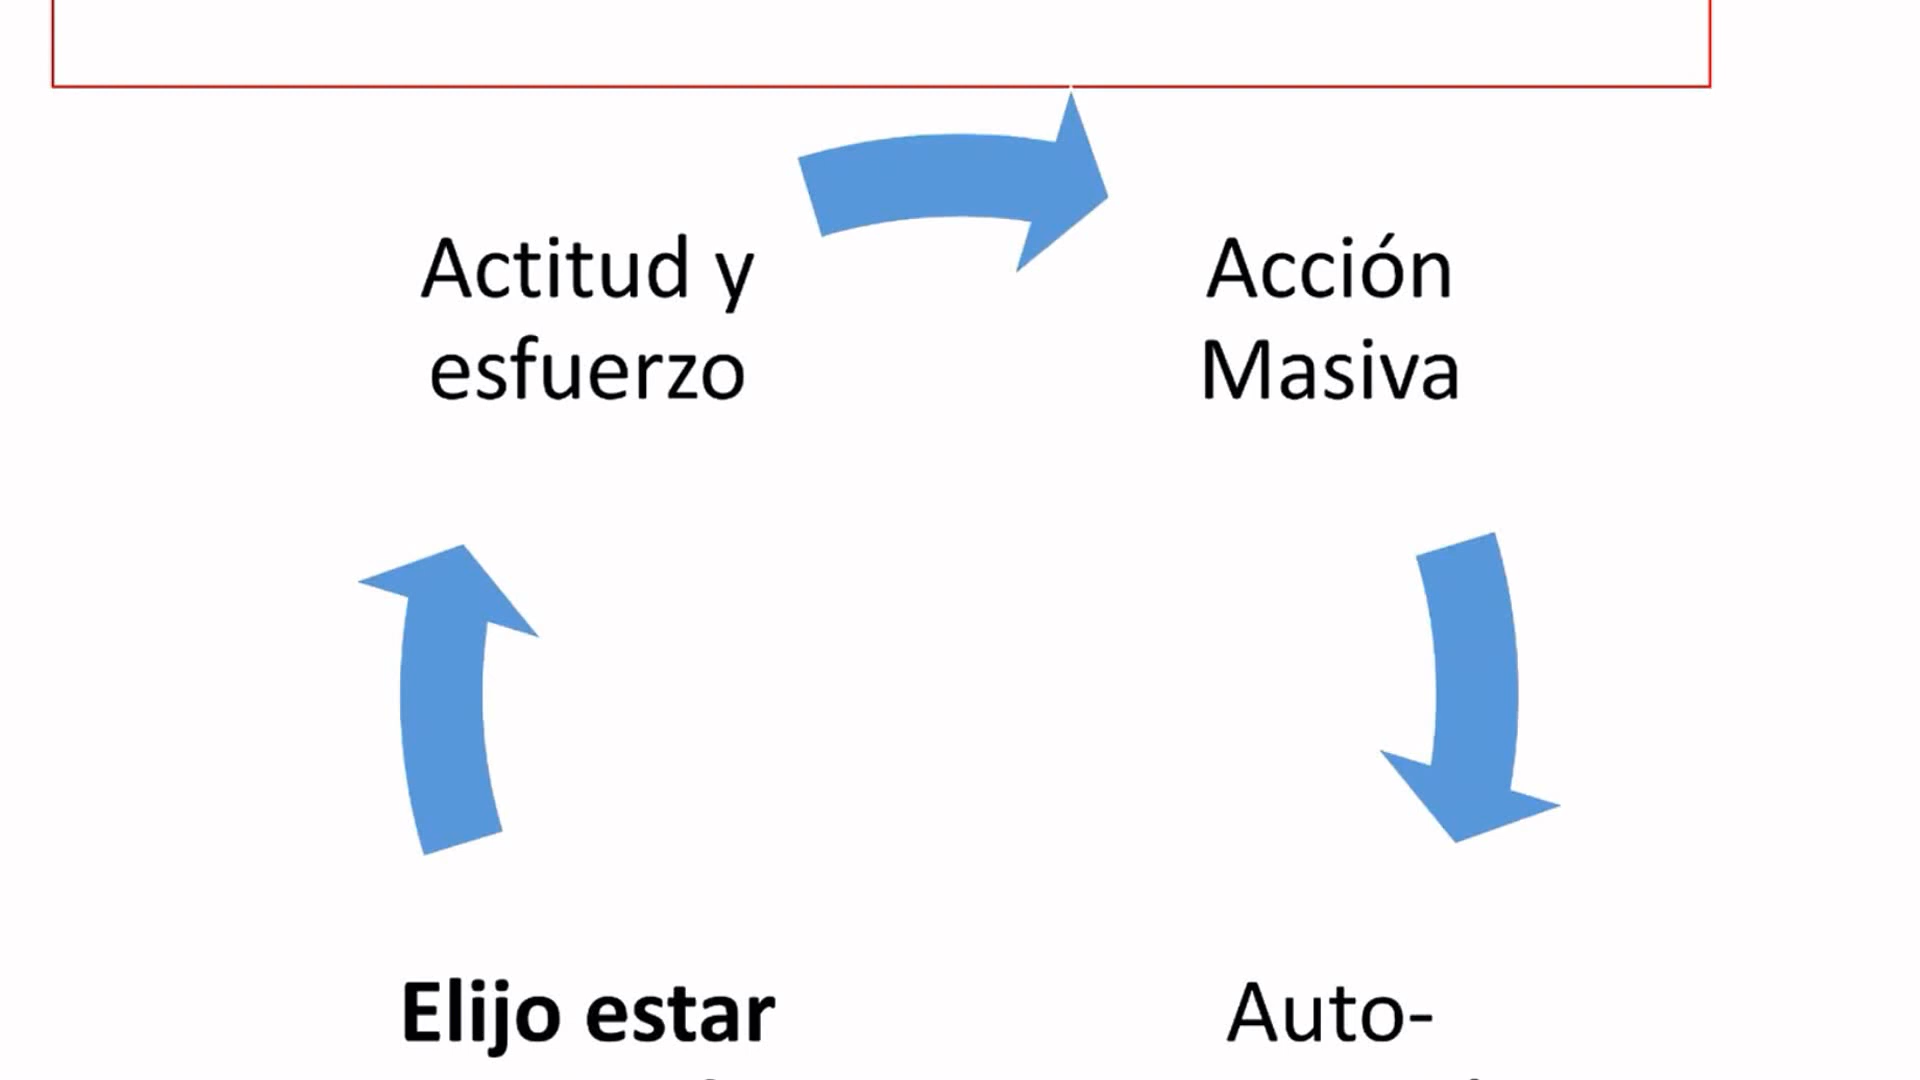 Actitud y
esfuerzo
Acción
Masiva
Elijo estar
Auto-